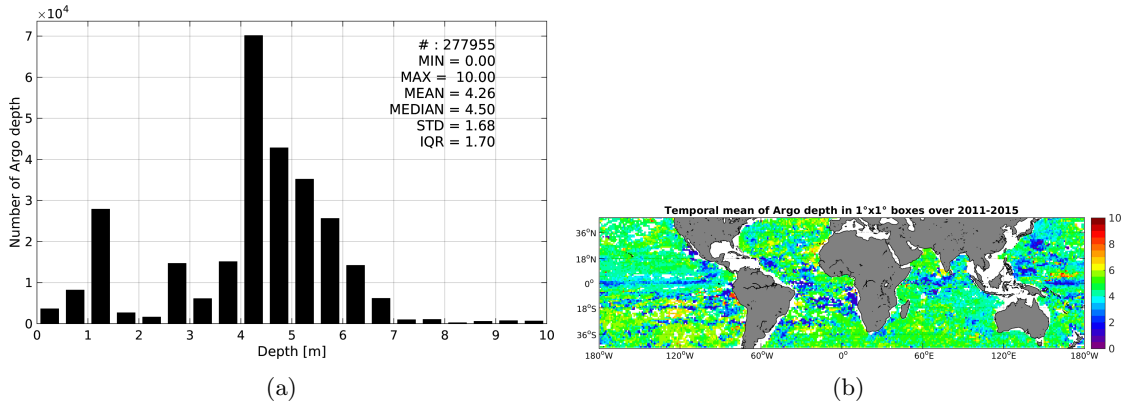 ×10⁴
7
6
5
4
3
2
1
0
Number of Argo depth
# : 277955
MIN = 0.00
MAX = 10.00
MEAN = 4.26
MEDIAN = 4.50
STD = 1.68
IQR = 1.70
0 1 2 3 4 5 6 7 8 9 10
Depth [m]
(a)
Temporal mean of Argo depth in 1°x1° boxes over 2011-2015
36°N
18°N
0°
18°S
36°S
180°W 120°W 60°W 0° 60°E 120°E 180°W
10
8
6
4
2
0
(b)